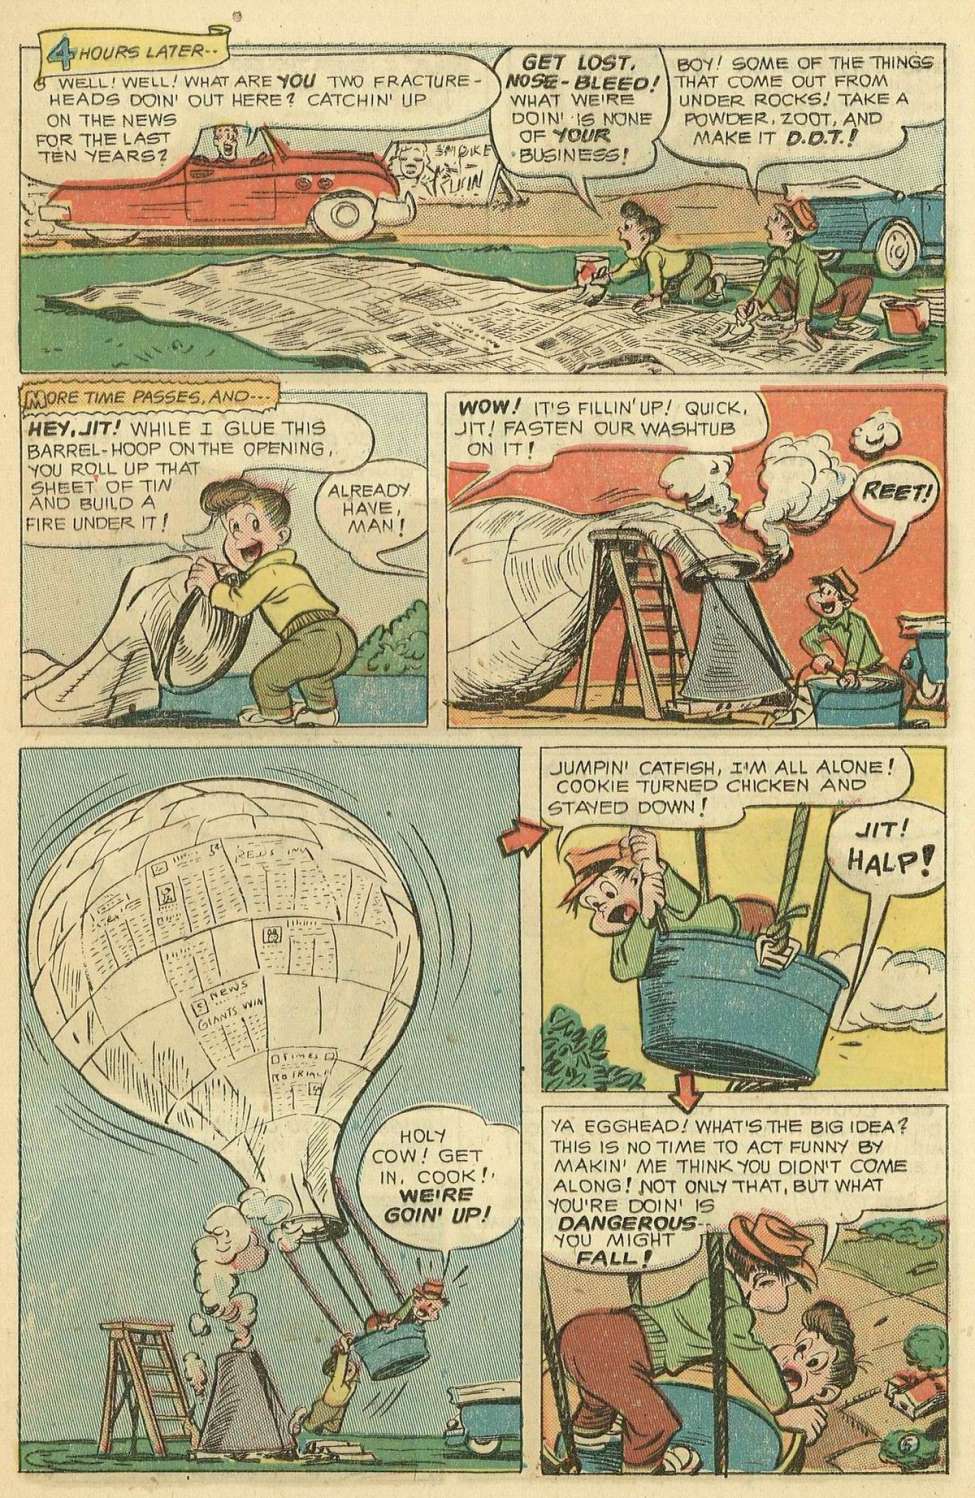 4 HOURS LATER--
WELL! WELL! WHAT ARE YOU TWO FRACTURE-
HEADS DOIN' OUT HERE? CATCHIN' UP
ON THE NEWS
FOR THE LAST
TEN YEARS?
GET LOST,
NOSE-BLEED!
WHAT WE'RE
DOIN' IS NONE
OF YOUR
BUSINESS!
BOY! SOME OF THE THINGS
THAT COME OUT FROM
UNDER ROCKS! TAKE A
POWDER, ZOOT, AND
MAKE IT D.D.T.!
MORE TIME PASSES, AND---
HEY, JIT! WHILE I GLUE THIS
BARREL-HOOP ON THE OPENING,
YOU ROLL UP THAT
SHEET OF TIN
AND BUILD A
FIRE UNDER IT!
ALREADY
HAVE,
MAN!
WOW! IT'S FILLIN' UP! QUICK,
JIT! FASTEN OUR WASHTUB
ON IT!
REET!
NEWS
GIANTS WIN
TIMES
HOLY
COW! GET
IN, COOK!
WE'RE
GOIN' UP!
JUMPIN' CATFISH, I'M ALL ALONE!
COOKIE TURNED CHICKEN AND
STAYED DOWN!
JIT!
HALP!
YA EGGHEAD! WHAT'S THE BIG IDEA?
THIS IS NO TIME TO ACT FUNNY BY
MAKIN' ME THINK YOU DIDN'T COME
ALONG! NOT ONLY THAT, BUT WHAT
YOU'RE DOIN' IS
DANGEROUS--
YOU MIGHT
FALL!
5